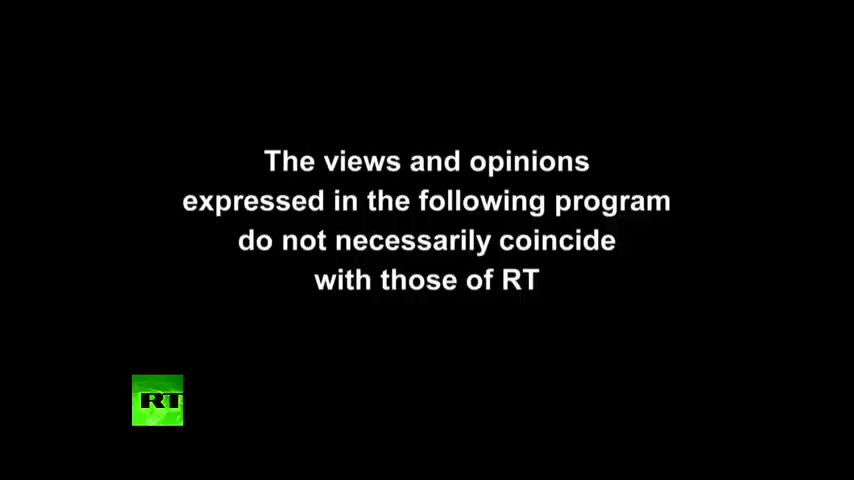 The views and opinions
expressed in the following program
do not necessarily coincide
with those of RT
RT